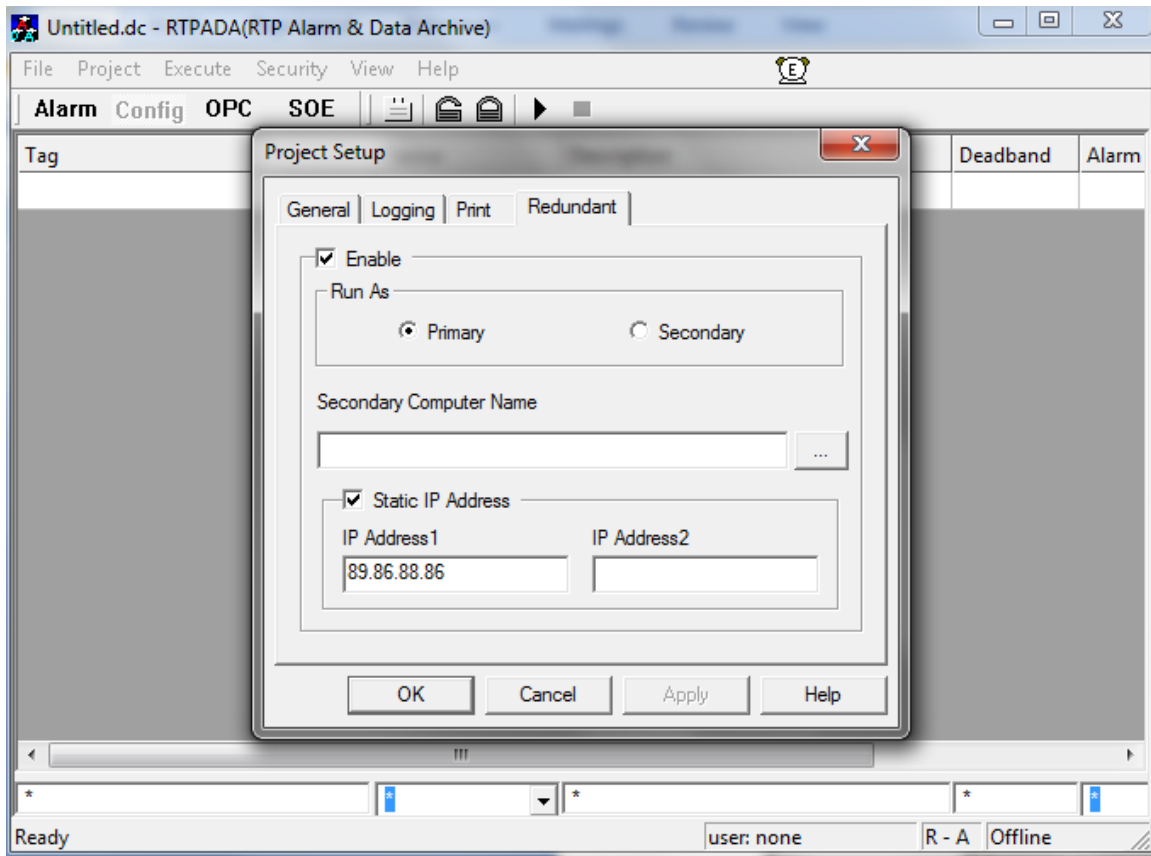 Untitled.dc - RTPADA(RTP Alarm & Data Archive)
File Project Execute Security View Help
E
Alarm Config OPC SOE
Tag Deadband Alarm
Project Setup
General Logging Print Redundant
Enable
Run As
Primary Secondary
Secondary Computer Name
...
Static IP Address
IP Address1 IP Address2
89.86.88.86
OK Cancel Apply Help
* * * * *
Ready user: none R - A Offline